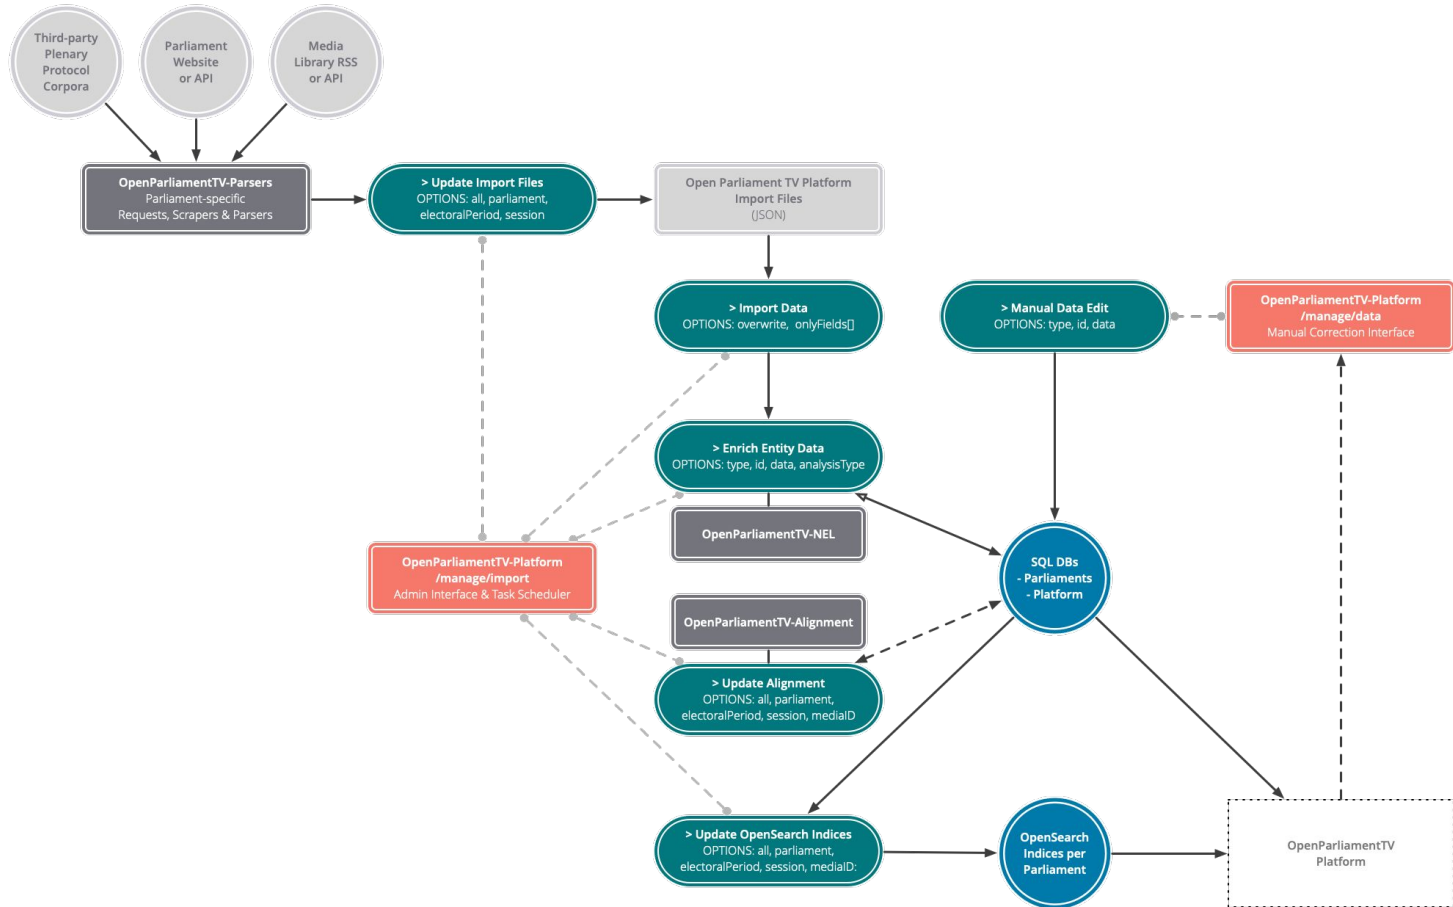 Third-party
Plenary
Protocol
Corpora
Parliament
Website
or API
Media
Library RSS
or API
OpenParliamentTV-Parsers
Parliament-specific
Requests, Scrapers & Parsers
> Update Import Files
OPTIONS: all, parliament,
electoralPeriod, session
Open Parliament TV Platform
Import Files
(JSON)
> Import Data
OPTIONS: overwrite, onlyFields[]
> Manual Data Edit
OPTIONS: type, id, data
OpenParliamentTV-Platform
/manage/data
Manual Correction Interface
> Enrich Entity Data
OPTIONS: type, id, data, analysisType
OpenParliamentTV-NEL
OpenParliamentTV-Platform
/manage/import
Admin Interface & Task Scheduler
SQL DBs
- Parliaments
- Platform
OpenParliamentTV-Alignment
> Update Alignment
OPTIONS: all, parliament,
electoralPeriod, session, mediaID
> Update OpenSearch Indices
OPTIONS: all, parliament,
electoralPeriod, session, mediaID:
OpenSearch
Indices per
Parliament
OpenParliamentTV
Platform